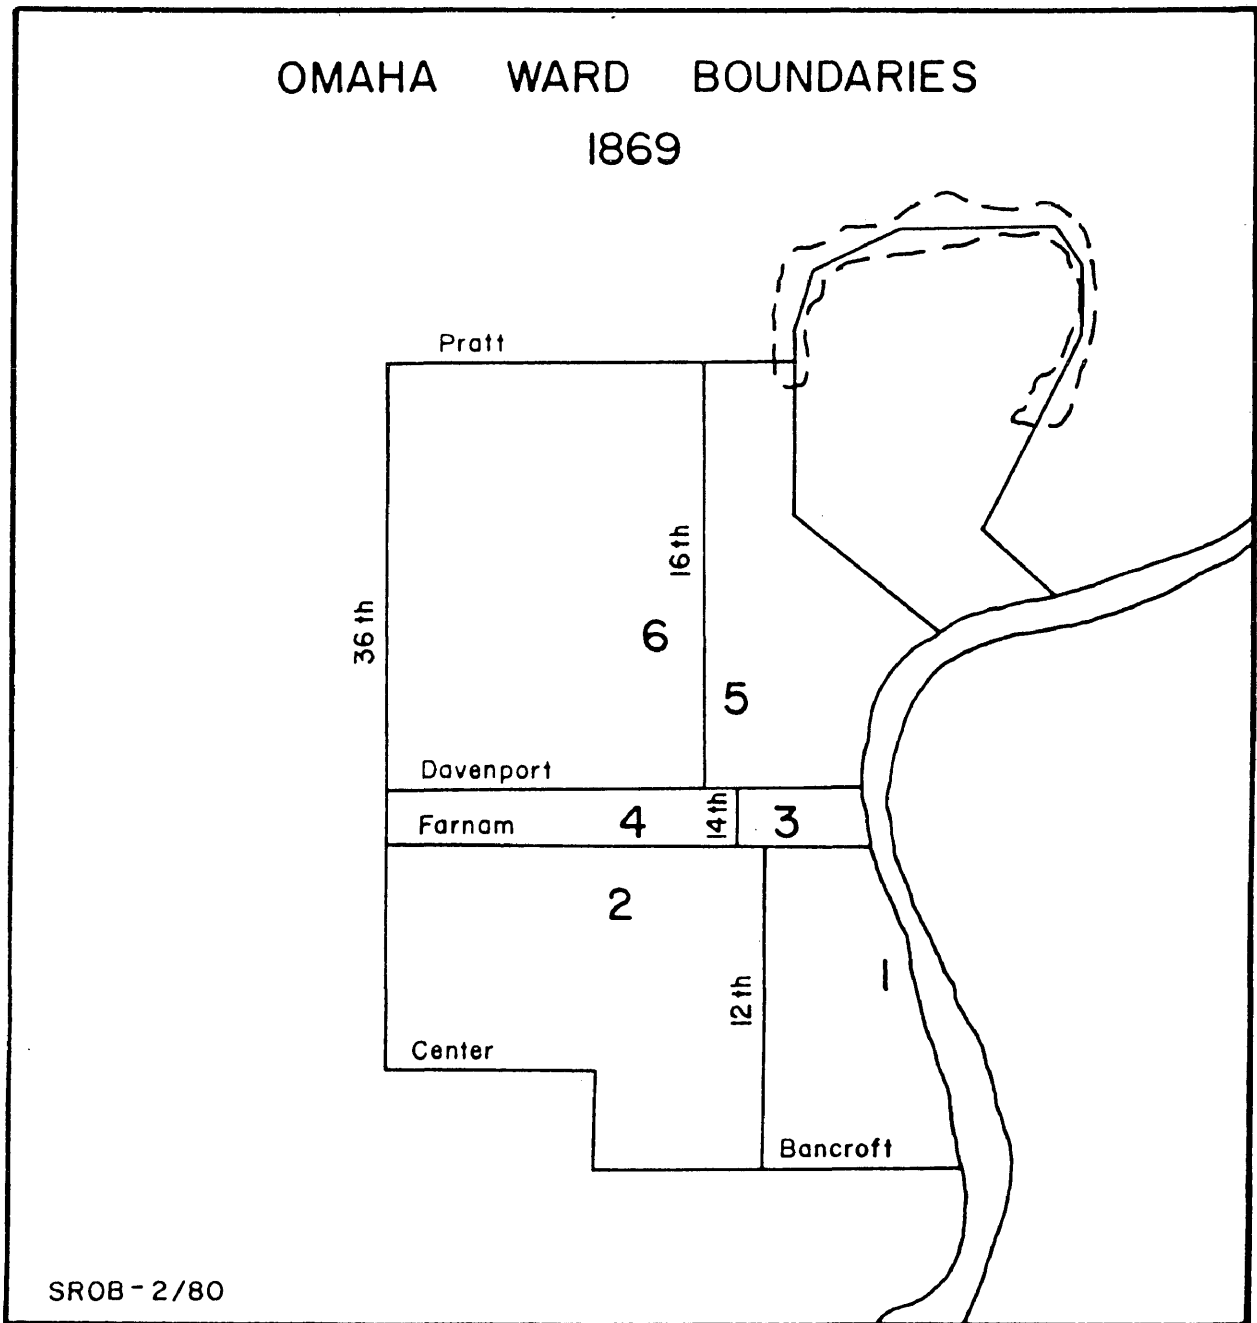 OMAHA WARD BOUNDARIES
1869
Pratt
16th
36th
6
5
Davenport
Farnam
4
14th
3
2
1
12th
Center
Bancroft
SROB-2/80